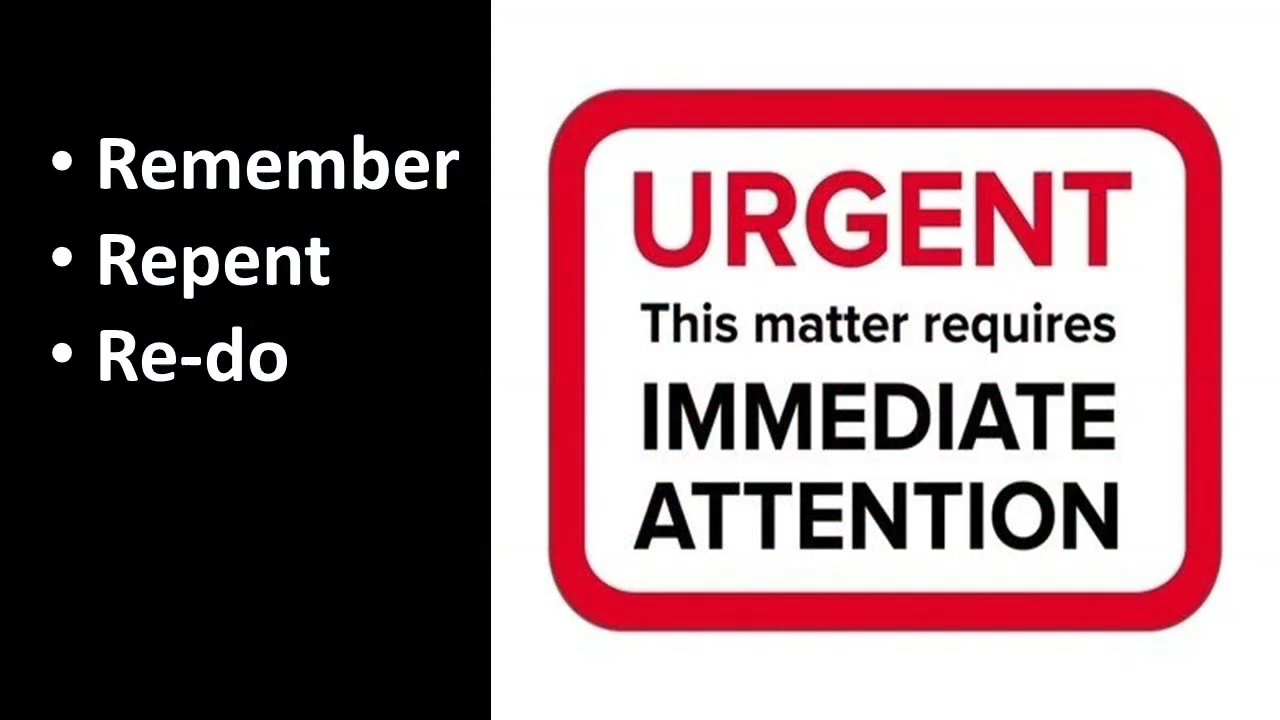 • Remember
• Repent
• Re-do
URGENT
This matter requires
IMMEDIATE
ATTENTION